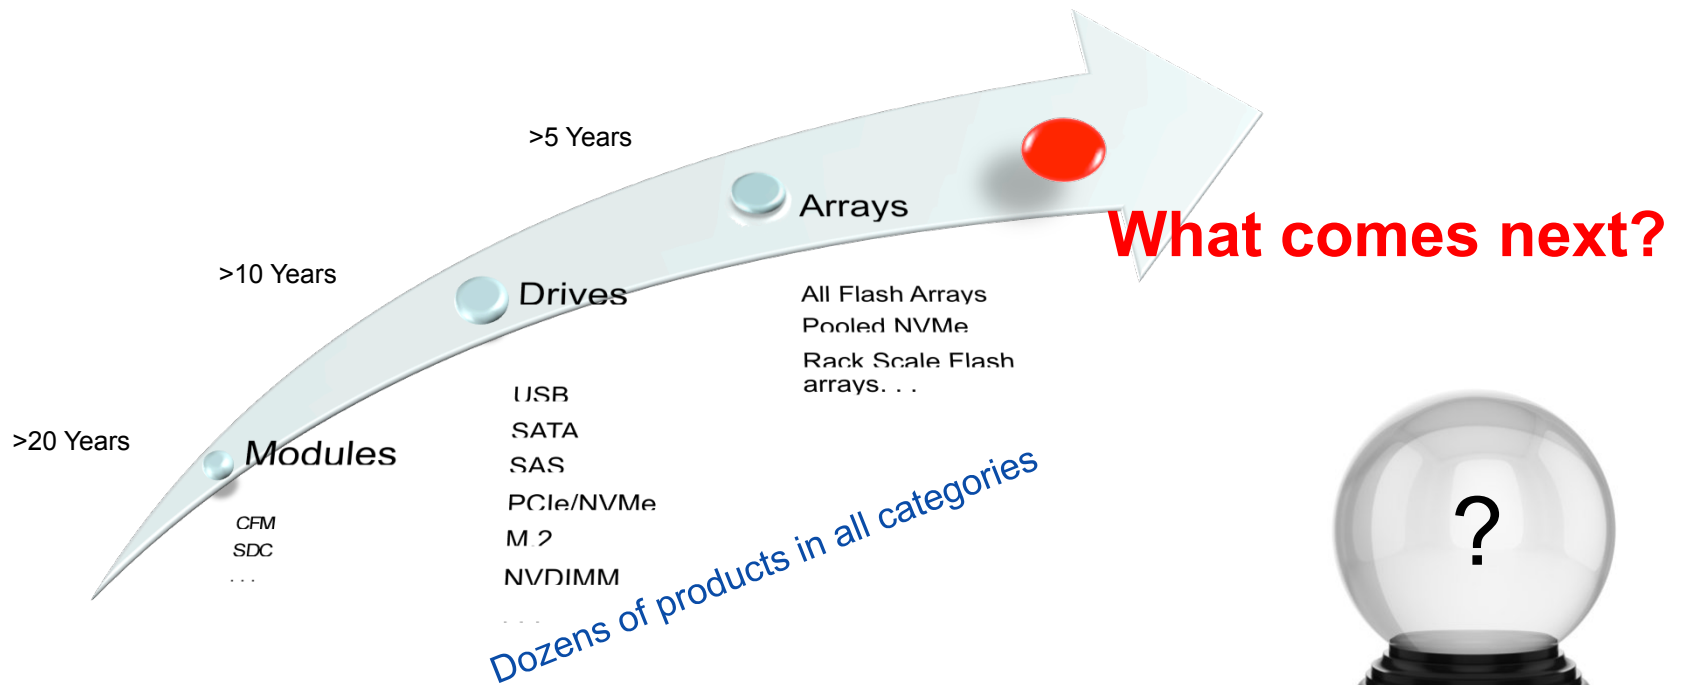 >5 Years
Arrays
What comes next?
>10 Years
Drives
All Flash Arrays
Pooled NVMe
Rack Scale Flash
arrays. . .
>20 Years
Modules
USB
SATA
SAS
PCIe/NVMe
M.2
NVDIMM
. . .
CFM
SDC
. . .
Dozens of products in all categories
?